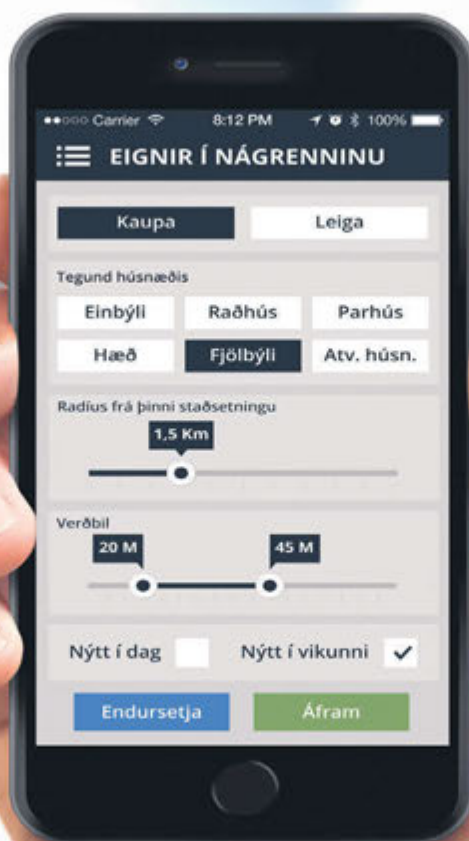 Carrier 8:12 PM 100%
EIGNIR Í NÁGRENNINU
Kaupa Leiga
Tegund húsnæðis
Einbýli Raðhús Parhús
Hæð Fjölbýli Atv. húsn.
Radíus frá þinni staðsetningu
1,5 Km
Verðbil
20 M 45 M
Nýtt í dag Nýtt í vikunni
Endursetja Áfram